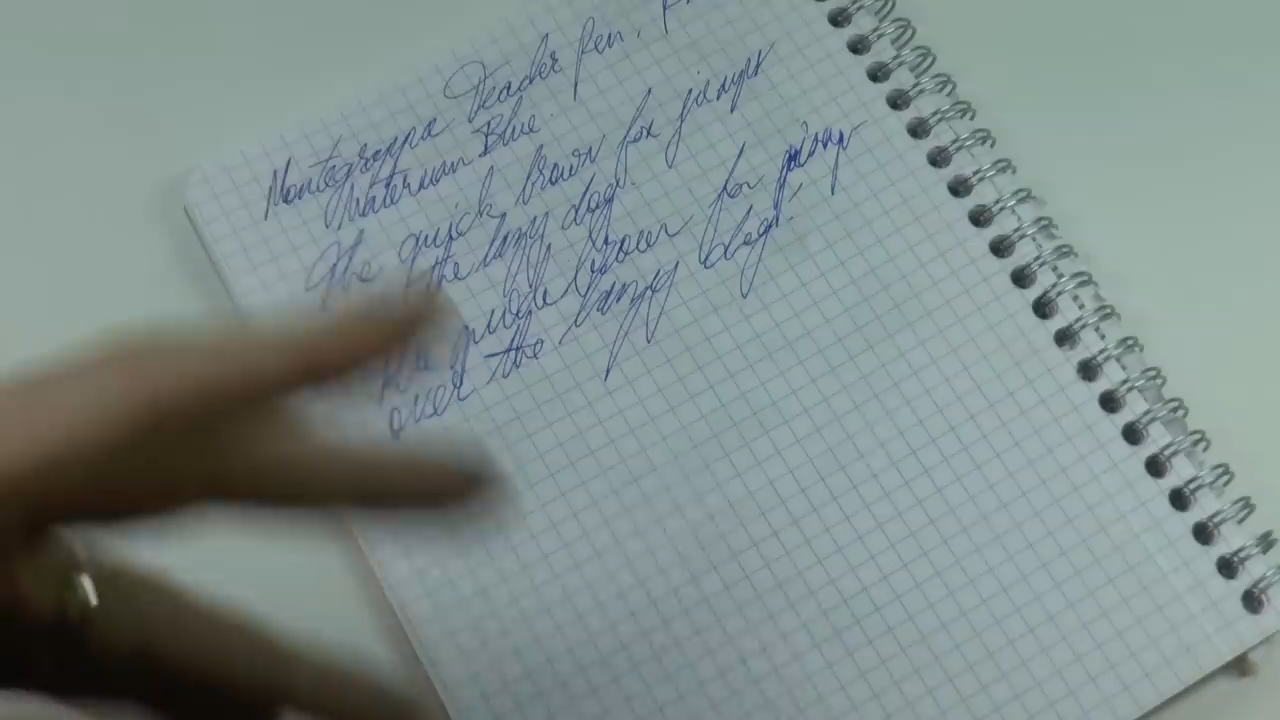 Montegrappa Reader Pen, F
Waterman Blue.
The quick brown fox jumps
the lazy dog.
The quick brown fox jumps
over the lazy dog!